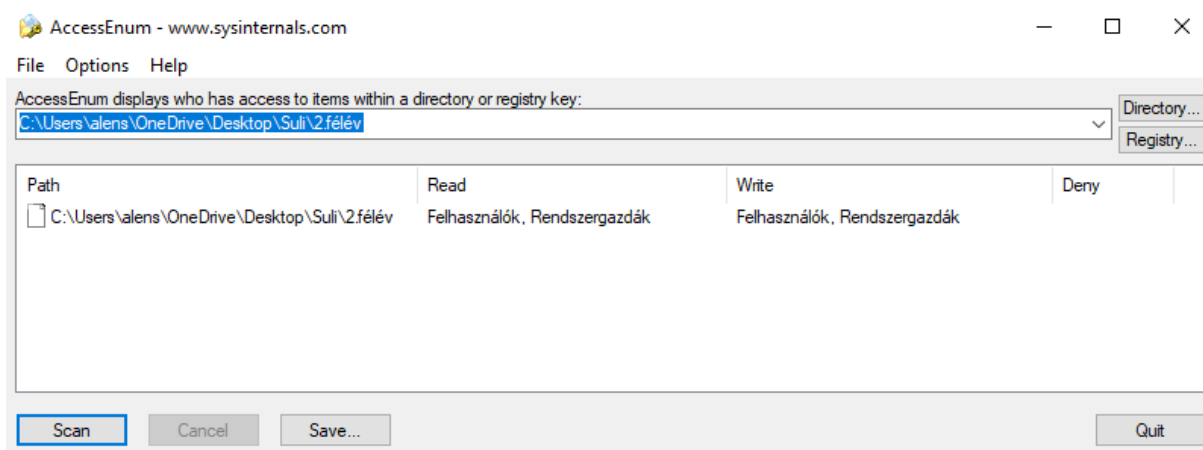 AccessEnum - www.sysinternals.com
File Options Help
AccessEnum displays who has access to items within a directory or registry key:
C:\Users\alens\OneDrive\Desktop\Suli\2.félév
Directory...
Registry...
Path Read Write Deny
C:\Users\alens\OneDrive\Desktop\Suli\2.félév Felhasználók, Rendszergazdák Felhasználók, Rendszergazdák
Scan Cancel Save... Quit